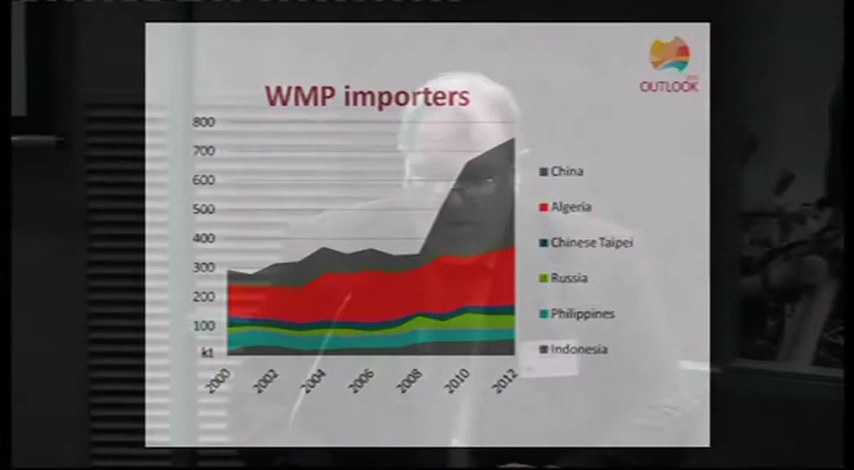 OUTLOOK
WMP importers
800
700
600
500
400
300
200
100
kt
2000
2002
2004
2006
2008
2010
2012
China
Algeria
Chinese Taipei
Russia
Philippines
Indonesia